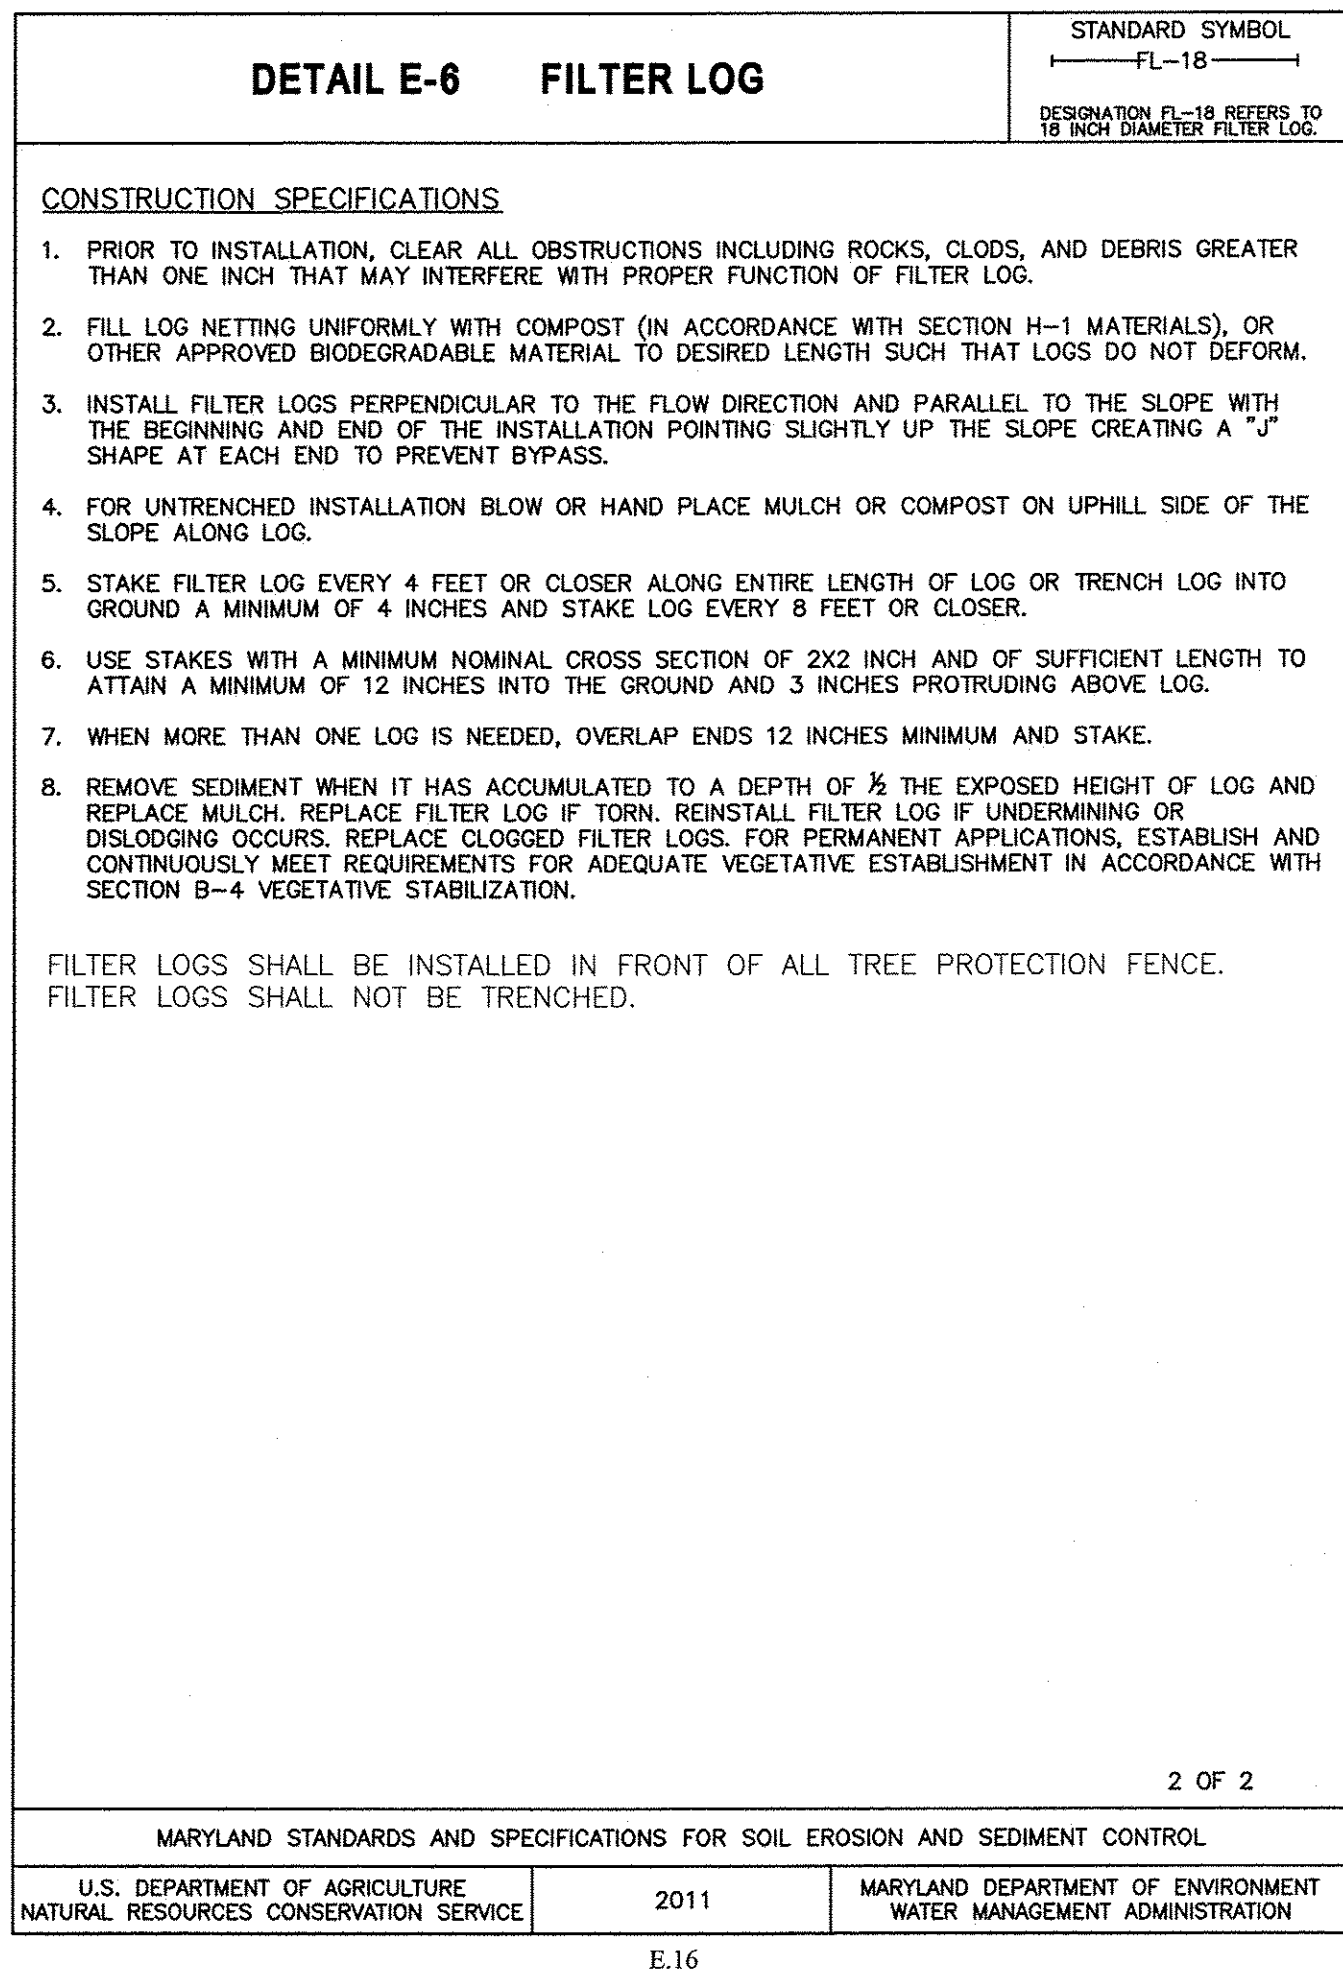 DETAIL E-6 FILTER LOG
STANDARD SYMBOL
FL-18
DESIGNATION FL-18 REFERS TO
18 INCH DIAMETER FILTER LOG.
CONSTRUCTION SPECIFICATIONS
1. PRIOR TO INSTALLATION, CLEAR ALL OBSTRUCTIONS INCLUDING ROCKS, CLODS, AND DEBRIS GREATER
THAN ONE INCH THAT MAY INTERFERE WITH PROPER FUNCTION OF FILTER LOG.
2. FILL LOG NETTING UNIFORMLY WITH COMPOST (IN ACCORDANCE WITH SECTION H-1 MATERIALS), OR
OTHER APPROVED BIODEGRADABLE MATERIAL TO DESIRED LENGTH SUCH THAT LOGS DO NOT DEFORM.
3. INSTALL FILTER LOGS PERPENDICULAR TO THE FLOW DIRECTION AND PARALLEL TO THE SLOPE WITH
THE BEGINNING AND END OF THE INSTALLATION POINTING SLIGHTLY UP THE SLOPE CREATING A "J"
SHAPE AT EACH END TO PREVENT BYPASS.
4. FOR UNTRENCHED INSTALLATION BLOW OR HAND PLACE MULCH OR COMPOST ON UPHILL SIDE OF THE
SLOPE ALONG LOG.
5. STAKE FILTER LOG EVERY 4 FEET OR CLOSER ALONG ENTIRE LENGTH OF LOG OR TRENCH LOG INTO
GROUND A MINIMUM OF 4 INCHES AND STAKE LOG EVERY 8 FEET OR CLOSER.
6. USE STAKES WITH A MINIMUM NOMINAL CROSS SECTION OF 2X2 INCH AND OF SUFFICIENT LENGTH TO
ATTAIN A MINIMUM OF 12 INCHES INTO THE GROUND AND 3 INCHES PROTRUDING ABOVE LOG.
7. WHEN MORE THAN ONE LOG IS NEEDED, OVERLAP ENDS 12 INCHES MINIMUM AND STAKE.
8. REMOVE SEDIMENT WHEN IT HAS ACCUMULATED TO A DEPTH OF ½ THE EXPOSED HEIGHT OF LOG AND
REPLACE MULCH. REPLACE FILTER LOG IF TORN. REINSTALL FILTER LOG IF UNDERMINING OR
DISLODGING OCCURS. REPLACE CLOGGED FILTER LOGS. FOR PERMANENT APPLICATIONS, ESTABLISH AND
CONTINUOUSLY MEET REQUIREMENTS FOR ADEQUATE VEGETATIVE ESTABLISHMENT IN ACCORDANCE WITH
SECTION B-4 VEGETATIVE STABILIZATION.
FILTER LOGS SHALL BE INSTALLED IN FRONT OF ALL TREE PROTECTION FENCE.
FILTER LOGS SHALL NOT BE TRENCHED.
2 OF 2
MARYLAND STANDARDS AND SPECIFICATIONS FOR SOIL EROSION AND SEDIMENT CONTROL
U.S. DEPARTMENT OF AGRICULTURE
NATURAL RESOURCES CONSERVATION SERVICE
2011
MARYLAND DEPARTMENT OF ENVIRONMENT
WATER MANAGEMENT ADMINISTRATION
E.16